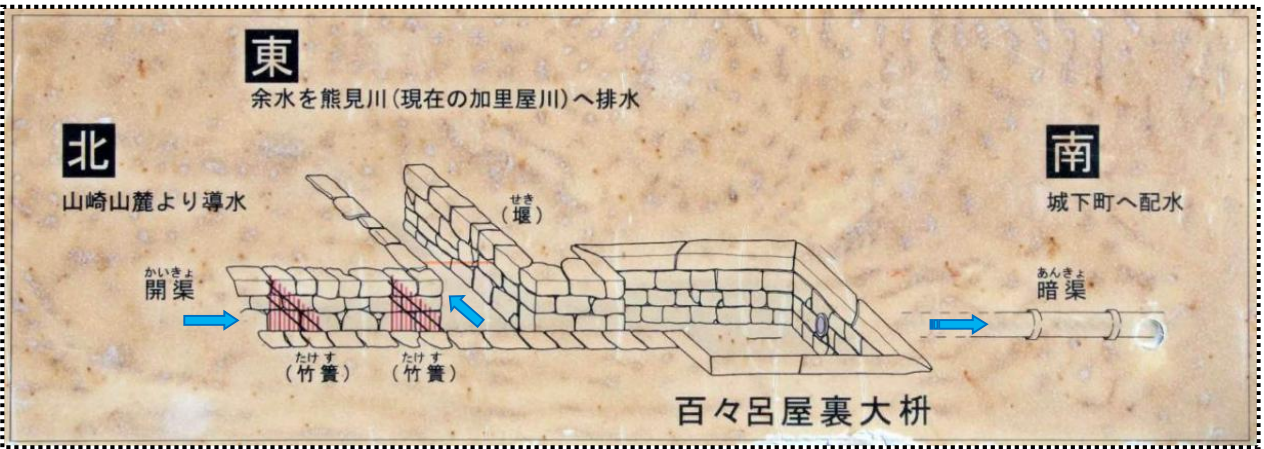 東
余水を熊見川(現在の加里屋川)へ排水
北
山崎山麓より導水
南
城下町へ配水
せき
(堰)
かいきょ
開渠
あんきょ
暗渠
たけす
(竹簀)
たけす
(竹簀)
百々呂屋裏大枡